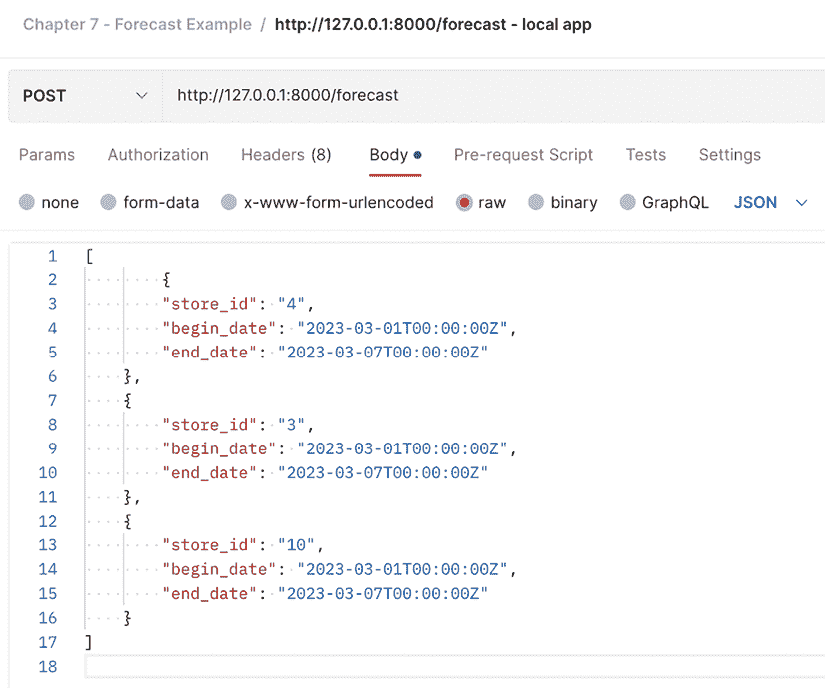 Chapter 7 - Forecast Example / http://127.0.0.1:8000/forecast - local app
POST http://127.0.0.1:8000/forecast
Params Authorization Headers (8) Body Pre-request Script Tests Settings
none form-data x-www-form-urlencoded raw binary GraphQL JSON
1 [
2 {
3 "store_id": "4",
4 "begin_date": "2023-03-01T00:00:00Z",
5 "end_date": "2023-03-07T00:00:00Z"
6 },
7 {
8 "store_id": "3",
9 "begin_date": "2023-03-01T00:00:00Z",
10 "end_date": "2023-03-07T00:00:00Z"
11 },
12 {
13 "store_id": "10",
14 "begin_date": "2023-03-01T00:00:00Z",
15 "end_date": "2023-03-07T00:00:00Z"
16 }
17 ]
18